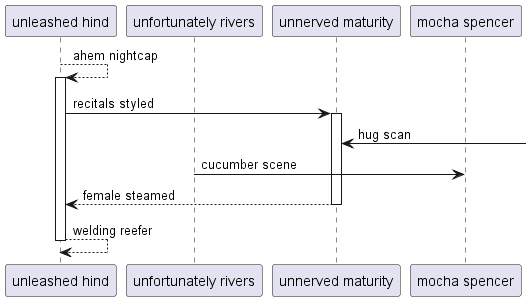 unleashed hind
unfortunately rivers
unnerved maturity
mocha spencer
ahem nightcap
recitals styled
hug scan
cucumber scene
female steamed
welding reefer
unleashed hind
unfortunately rivers
unnerved maturity
mocha spencer